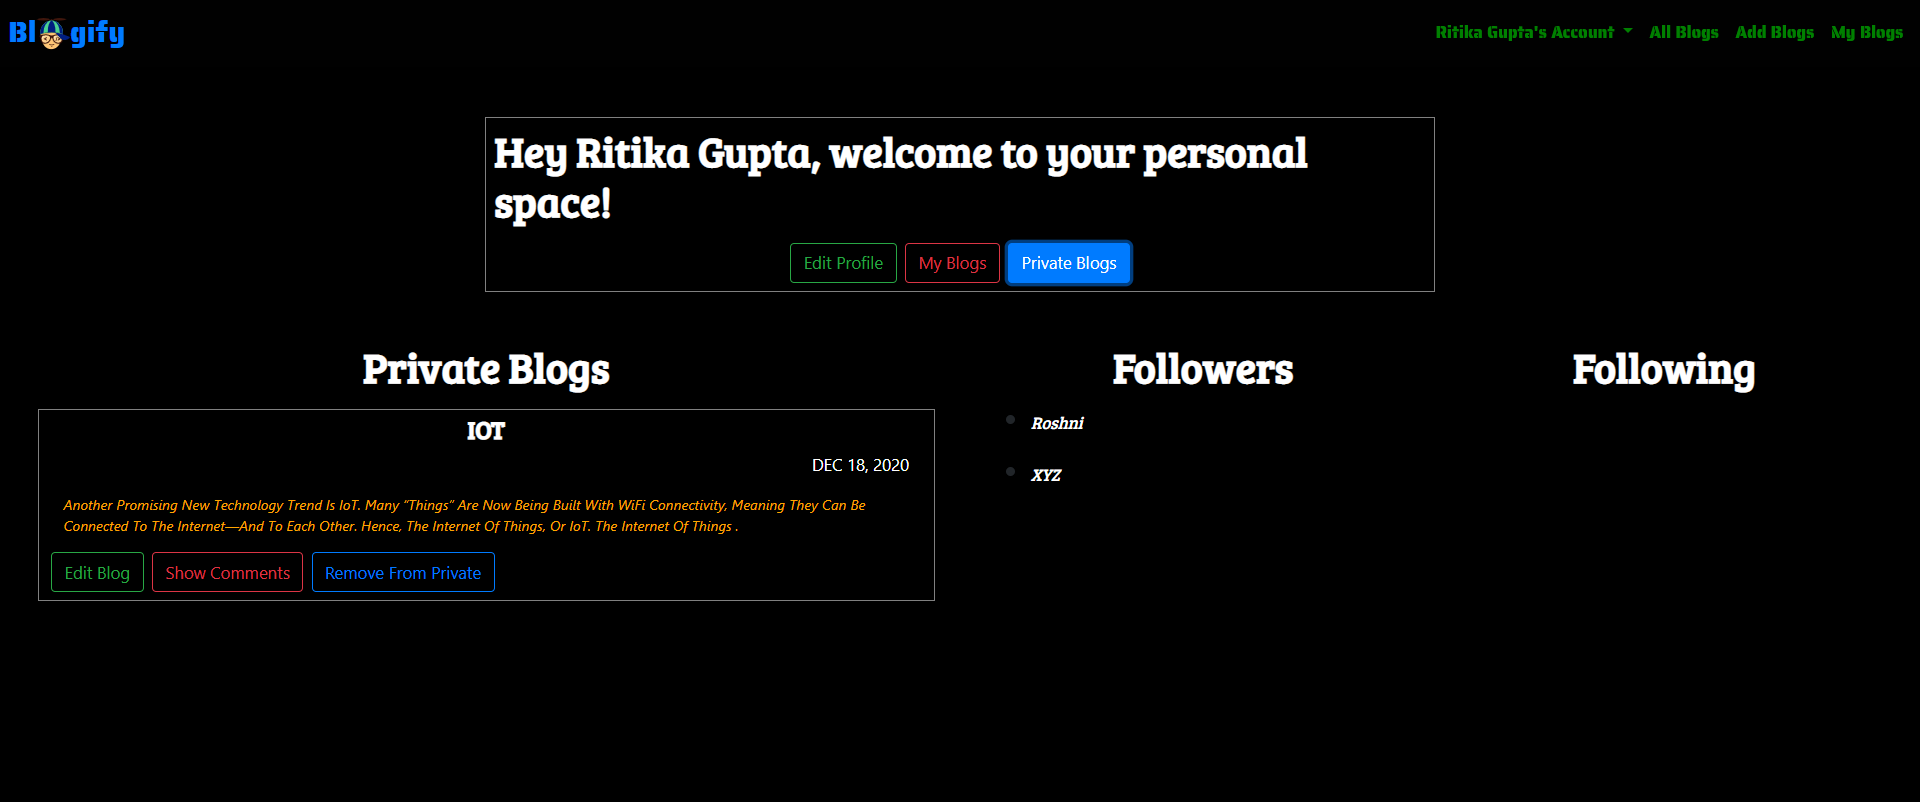 Blogify
Ritika Gupta's Account All Blogs Add Blogs My Blogs
Hey Ritika Gupta, welcome to your personal
space!
Edit Profile My Blogs Private Blogs
Private Blogs
Followers
Following
IOT
DEC 18, 2020
Another Promising New Technology Trend Is IoT. Many “Things” Are Now Being Built With WiFi Connectivity, Meaning They Can Be
Connected To The Internet—And To Each Other. Hence, The Internet Of Things, Or IoT. The Internet Of Things .
Edit Blog Show Comments Remove From Private
Roshni
XYZ